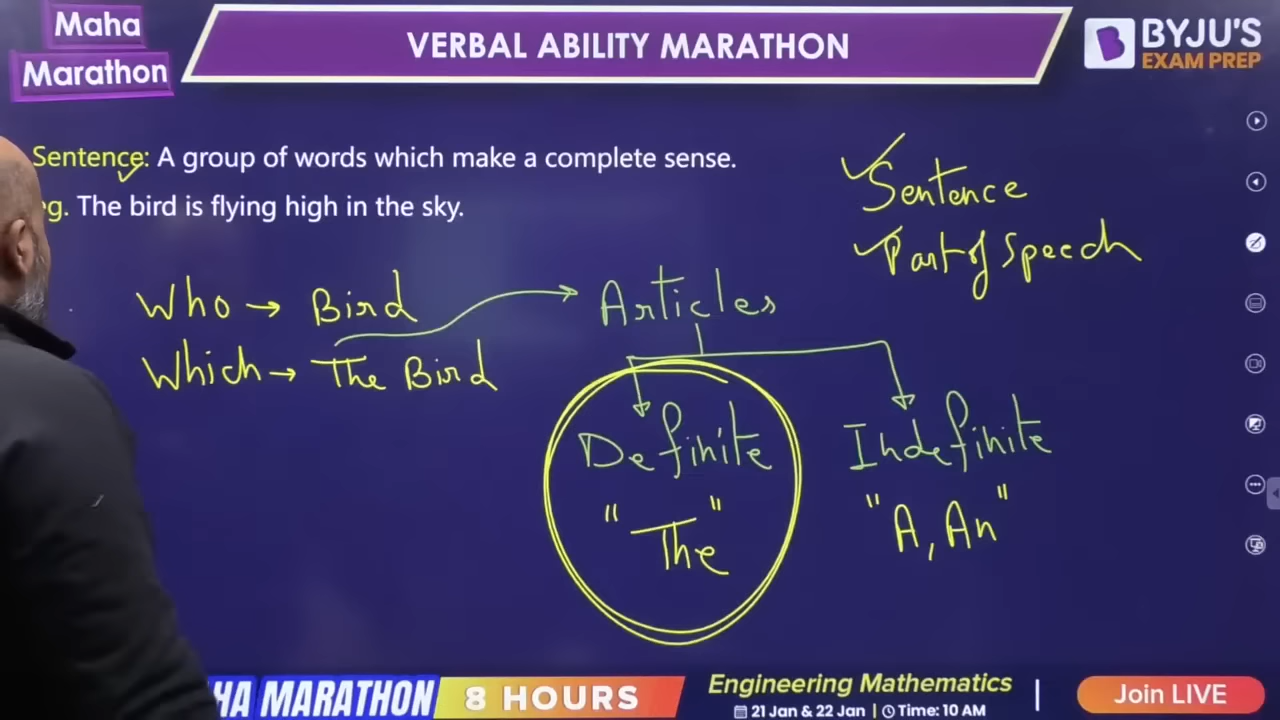 Maha
Marathon
VERBAL ABILITY MARATHON
BYJU'S
EXAM PREP
Sentence: A group of words which make a complete sense.
eg. The bird is flying high in the sky.
Sentence
Part of Speech
Who → Bird
Which → The Bird
Articles
Definite
"The"
Indefinite
"A, An"
MARATHON
8 HOURS
Engineering Mathematics
21 Jan & 22 Jan | Time: 10 AM
Join LIVE